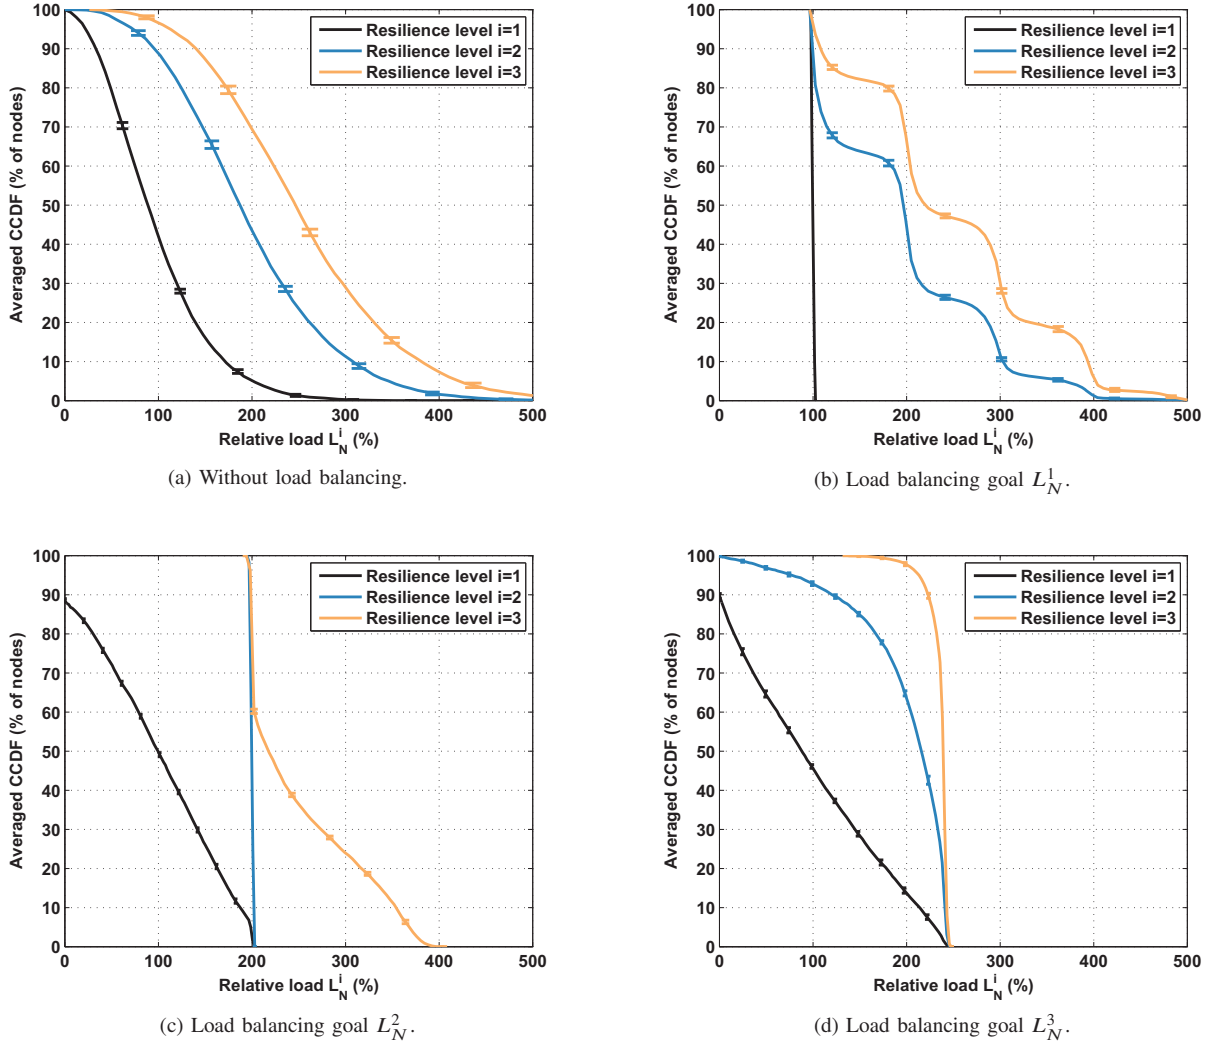 100
90
80
70
60
50
40
30
20
10
0
Averaged CCDF (% of nodes)
Resilience level i=1
Resilience level i=2
Resilience level i=3
0 100 200 300 400 500
Relative load L_N^i (%)
(a) Without load balancing.
100
90
80
70
60
50
40
30
20
10
0
Averaged CCDF (% of nodes)
Resilience level i=1
Resilience level i=2
Resilience level i=3
0 100 200 300 400 500
Relative load L_N^i (%)
(b) Load balancing goal L_N^1.
100
90
80
70
60
50
40
30
20
10
0
Averaged CCDF (% of nodes)
Resilience level i=1
Resilience level i=2
Resilience level i=3
0 100 200 300 400 500
Relative load L_N^i (%)
(c) Load balancing goal L_N^2.
100
90
80
70
60
50
40
30
20
10
0
Averaged CCDF (% of nodes)
Resilience level i=1
Resilience level i=2
Resilience level i=3
0 100 200 300 400 500
Relative load L_N^i (%)
(d) Load balancing goal L_N^3.